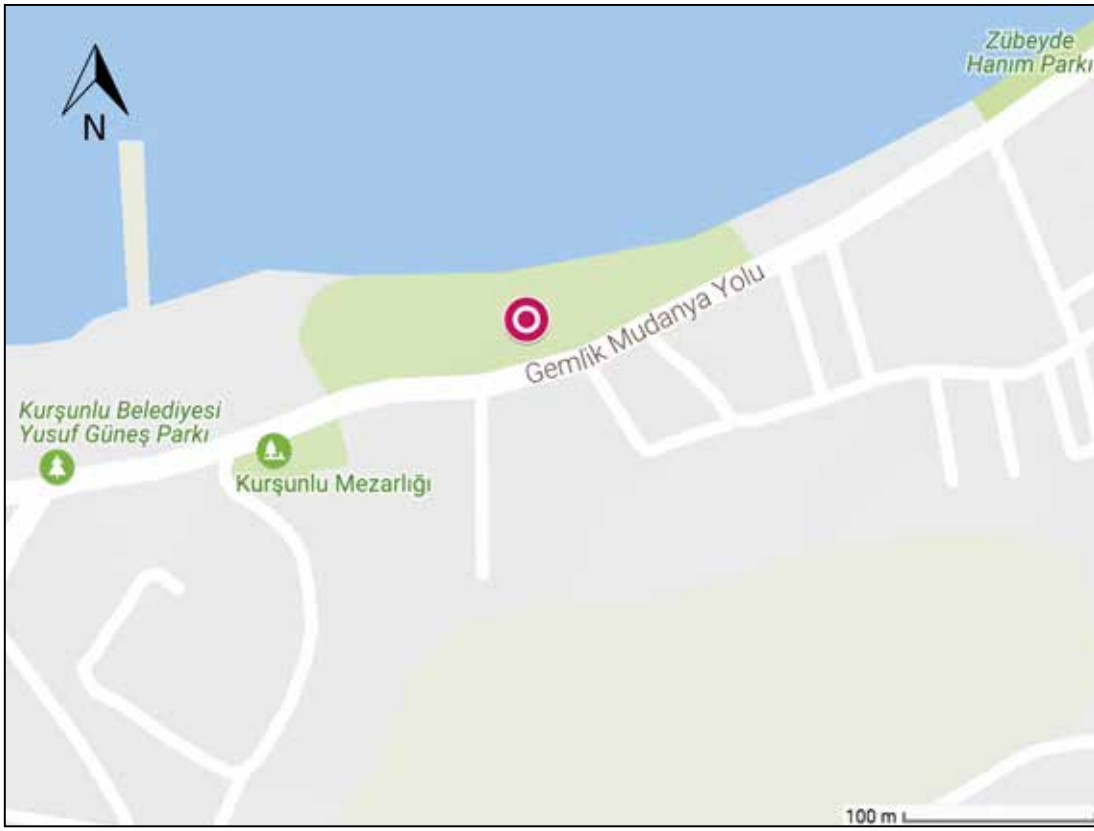 Zübeyde
Hanım Parkı
N
Gemlik Mudanya Yolu
Kurşunlu Belediyesi
Yusuf Güneş Parkı
Kurşunlu Mezarlığı
100 m